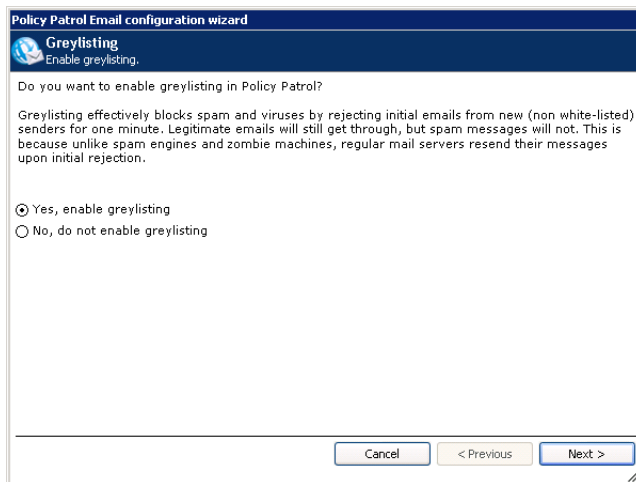 Policy Patrol Email configuration wizard
Greylisting
Enable greylisting.
Do you want to enable greylisting in Policy Patrol?
Greylisting effectively blocks spam and viruses by rejecting initial emails from new (non white-listed)
senders for one minute. Legitimate emails will still get through, but spam messages will not. This is
because unlike spam engines and zombie machines, regular mail servers resend their messages
upon initial rejection.
Yes, enable greylisting
No, do not enable greylisting
Cancel
< Previous
Next >